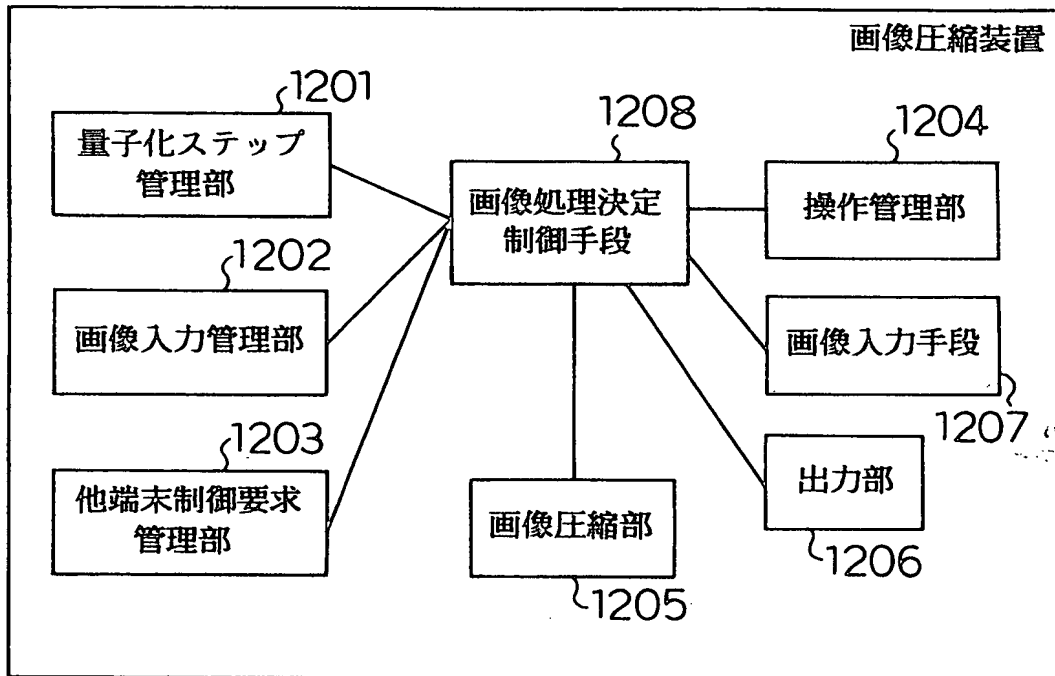 画像圧縮装置
1201
量子化ステップ
管理部
1208
画像処理決定
制御手段
1204
操作管理部
1202
画像入力管理部
画像入力手段
1207
1203
他端末制御要求
管理部
画像圧縮部
1205
出力部
1206